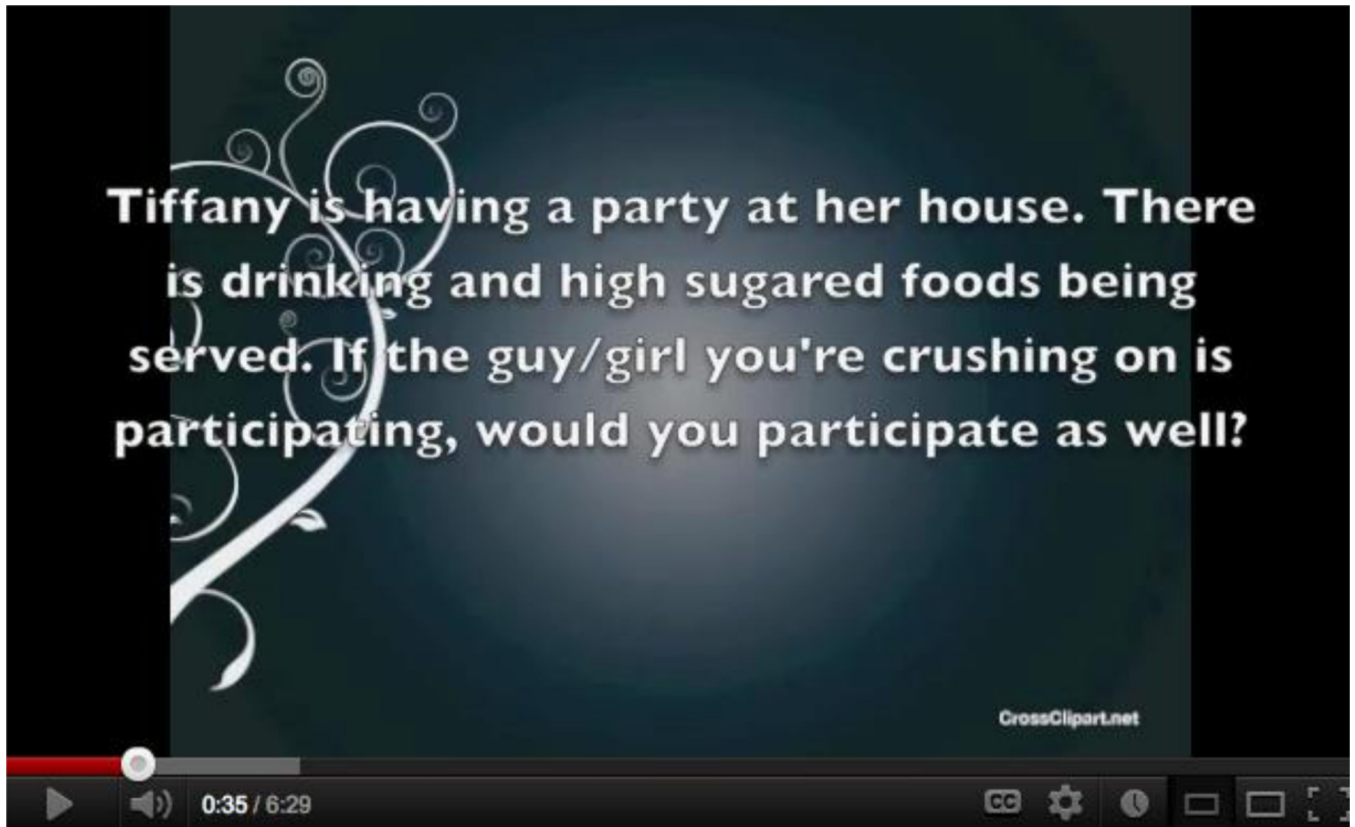 Tiffany is having a party at her house. There
is drinking and high sugared foods being
served. If the guy/girl you're crushing on is
participating, would you participate as well?
CrossClipart.net
0:35 / 6:29
CC